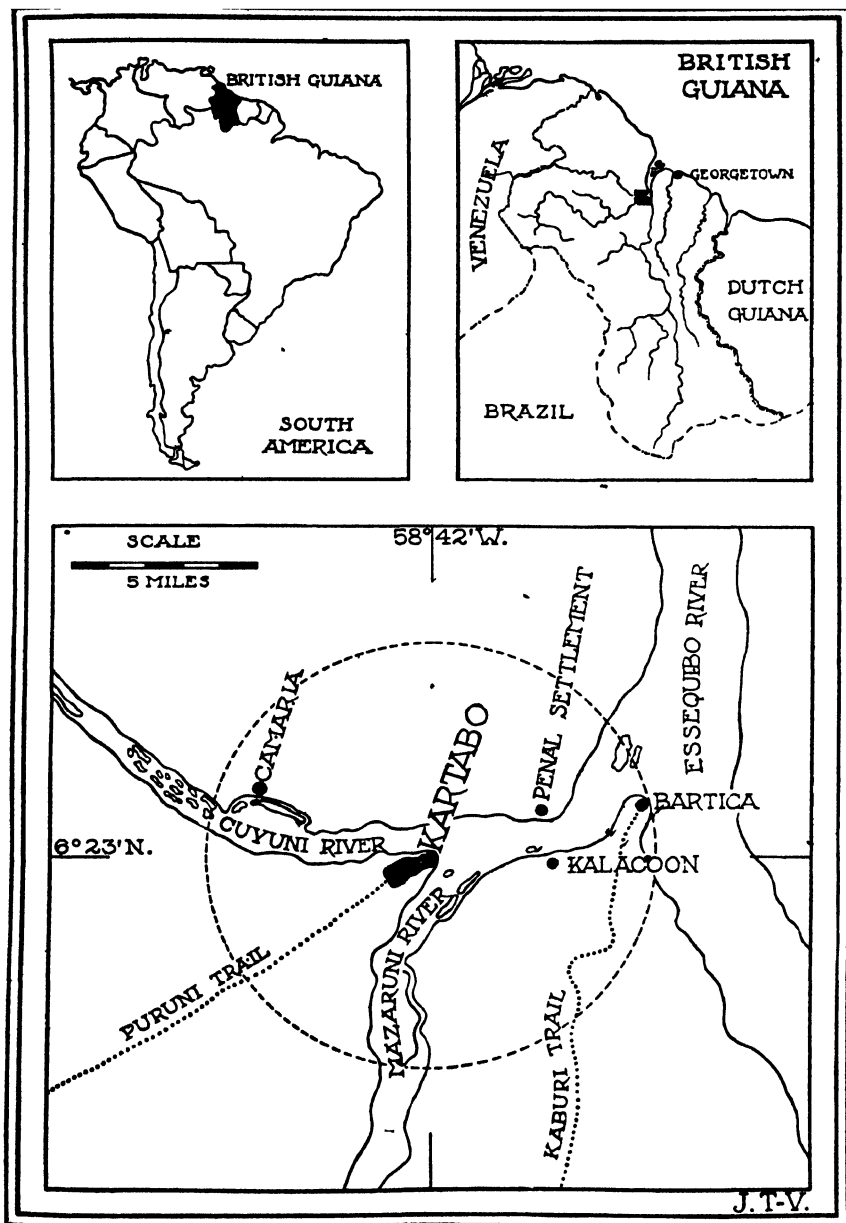 BRITISH GUIANA
SOUTH
AMERICA
BRITISH
GUIANA
GEORGETOWN
VENEZUELA
DUTCH
GUIANA
BRAZIL
SCALE
5 MILES
58°42'W.
PENAL SETTLEMENT
ESSEQUIBO RIVER
CAMARIA
KARTABO
BARTICA
CUYUNI RIVER
6°23'N.
KALACOON
MAZARUNI RIVER
PURUNI TRAIL
KABURI TRAIL
J.T-V.